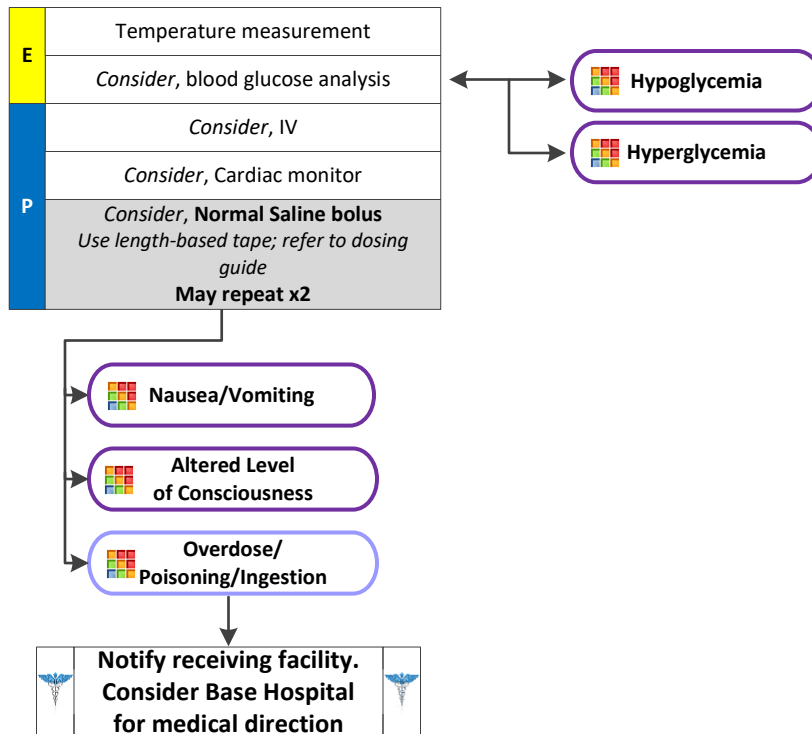 E
Temperature measurement
Consider, blood glucose analysis
Hypoglycemia
Hyperglycemia
P
Consider, IV
Consider, Cardiac monitor
Consider, Normal Saline bolus
Use length-based tape; refer to dosing
guide
May repeat x2
Nausea/Vomiting
Altered Level
of Consciousness
Overdose/
Poisoning/Ingestion
Notify receiving facility.
Consider Base Hospital
for medical direction